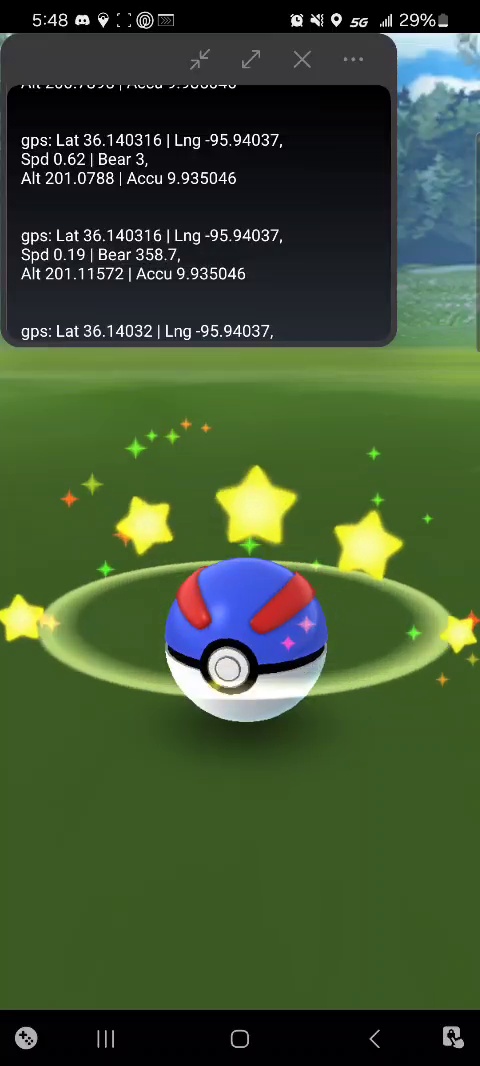 5:48
5G
29%
gps: Lat 36.140316 | Lng -95.94037,
Spd 0.62 | Bear 3,
Alt 201.0788 | Accu 9.935046
gps: Lat 36.140316 | Lng -95.94037,
Spd 0.19 | Bear 358.7,
Alt 201.11572 | Accu 9.935046
gps: Lat 36.14032 | Lng -95.94037,